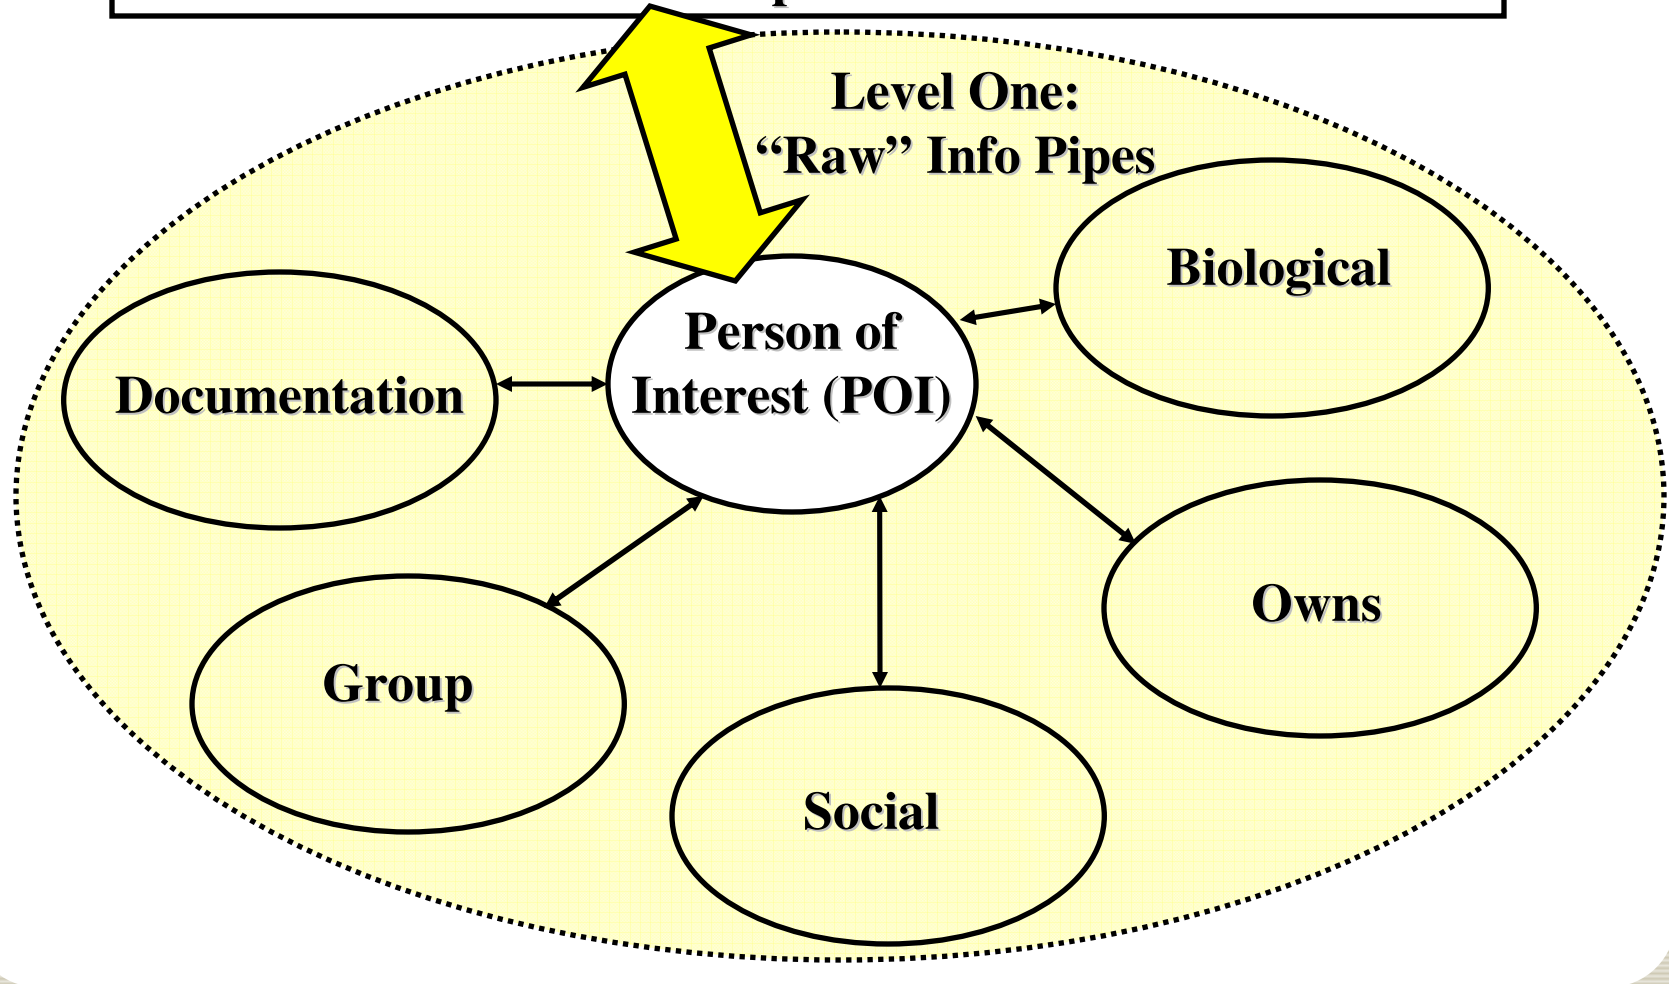 Level One:
“Raw” Info Pipes
Biological
Person of
Interest (POI)
Documentation
Owns
Group
Social